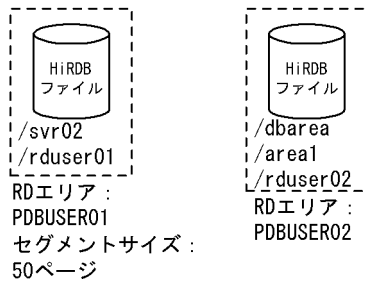 HiRDB
ファイル
/svr02
/rduser01
RDエリア：
PDBUSER01
セグメントサイズ：
50ページ
HiRDB
ファイル
/dbarea
/area1
/rduser02
RDエリア：
PDBUSER02